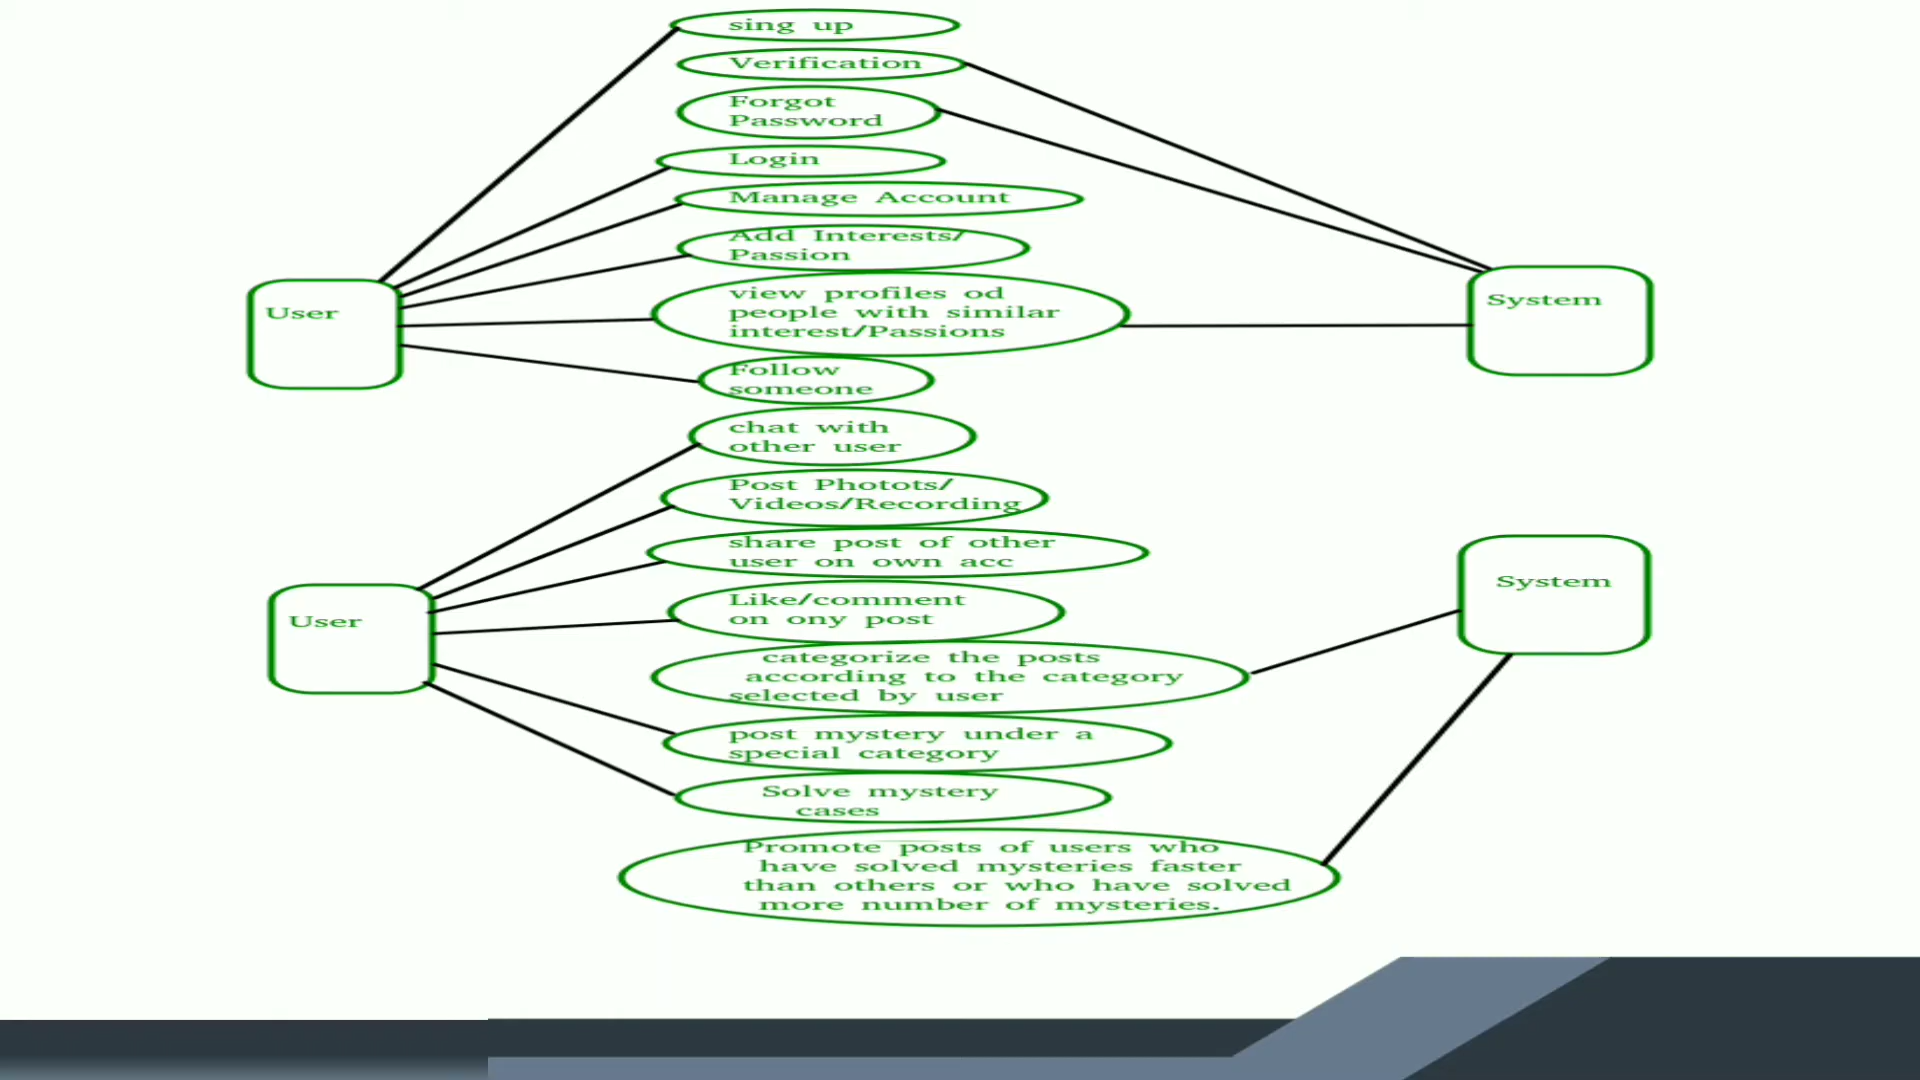 sing up
Verification
Forgot
Password
Login
Manage Account
Add Interests/
Passion
view profiles od
people with similar
interest/Passions
Follow
someone
User
System
chat with
other user
Post Photots/
Videos/Recording
share post of other
user on own acc
Like/comment
on ony post
categorize the posts
according to the category
selected by user
post mystery under a
special category
Solve mystery
cases
Promote posts of users who
have solved mysteries faster
than others or who have solved
more number of mysteries.
User
System